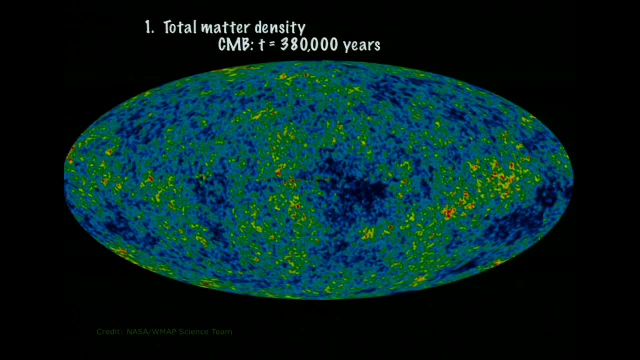 1. Total matter density
CMB: t = 380,000 years
Credit: NASA/WMAP Science Team